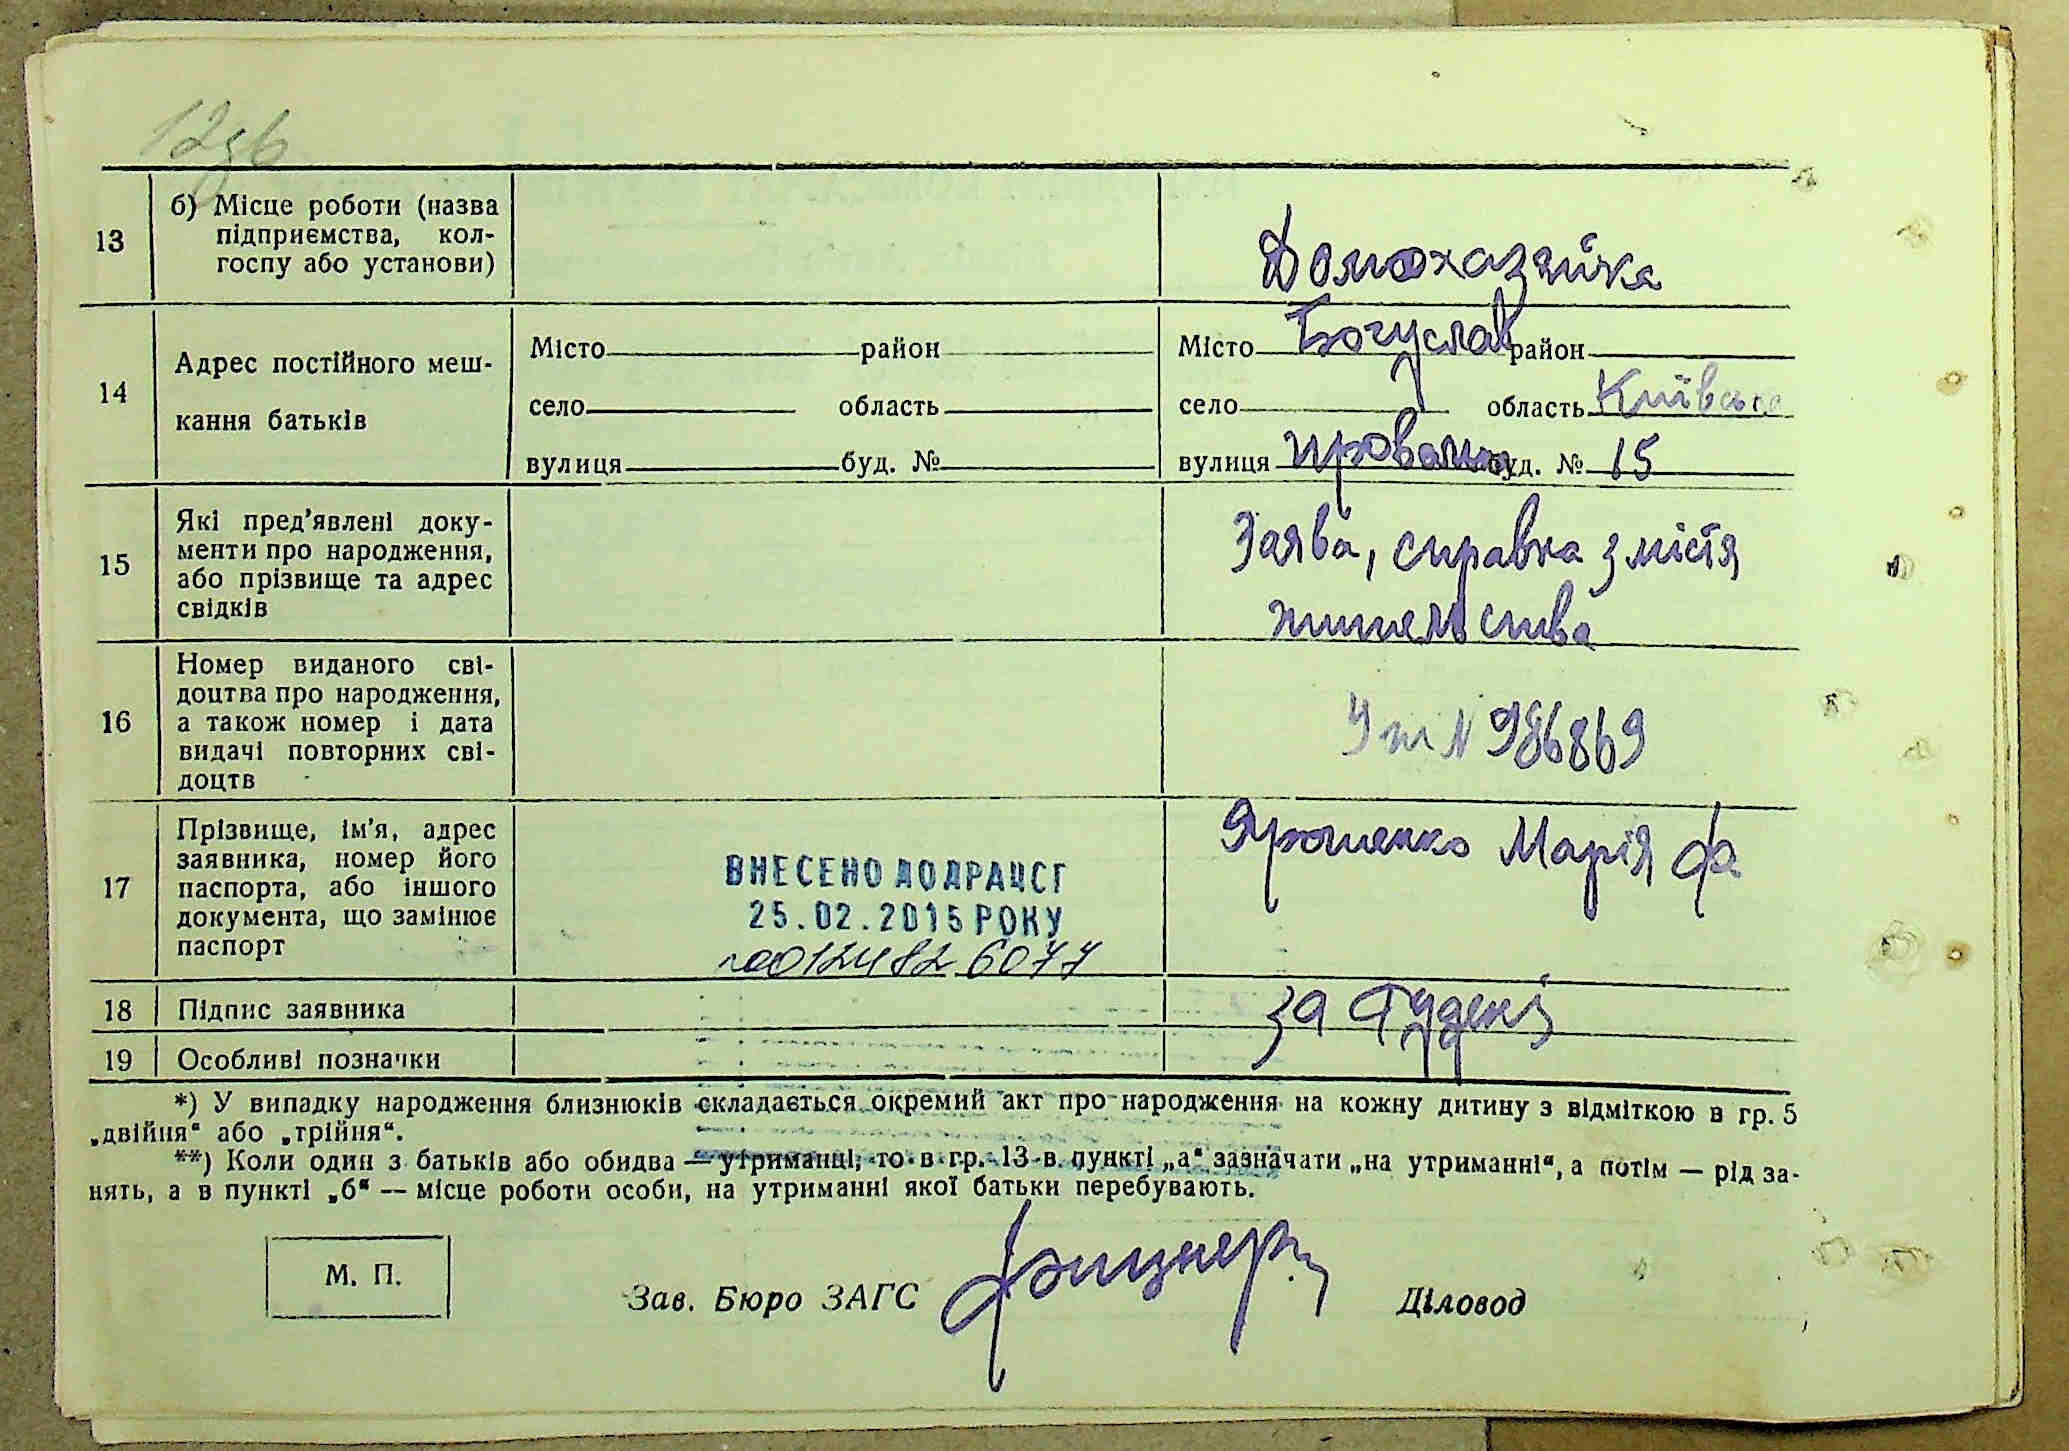 13
б) Місце роботи (назва
підприємства, кол-
госпу або установи)
Домохазяйка
14
Адрес постійного меш-
кання батьків
Місто район
село область
вулиця буд. №
Місто Богуслав район
село область Київська
вулиця буд. № 15
15
Які пред'явлені доку-
менти про народження,
або прізвище та адрес
свідків
Заява, справка з містя
жительства
16
Номер виданого сві-
доцтва про народження,
а також номер і дата
видачі повторних сві-
доцтв
N 986869
17
Прізвище, ім'я, адрес
заявника, номер його
паспорта, або іншого
документа, що замінює
паспорт
ВНЕСЕНО ДО ДРАЦСГ
25.02.2015 РОКУ
00124826077
Ярошенко Марія
18
Підпис заявника
за
19
Особливі позначки
*) У випадку народження близнюків складається окремий акт про народження на кожну дитину з відміткою в гр. 5
„двійня“ або „трійня“.
**) Коли один з батьків або обидва — утриманці, то в гр. 13 в пункті „а“ зазначати „на утриманні“, а потім — рід за-
нять, а в пункті „б“ — місце роботи особи, на утриманні якої батьки перебувають.
М. П.
Зав. Бюро ЗАГС
Діловод